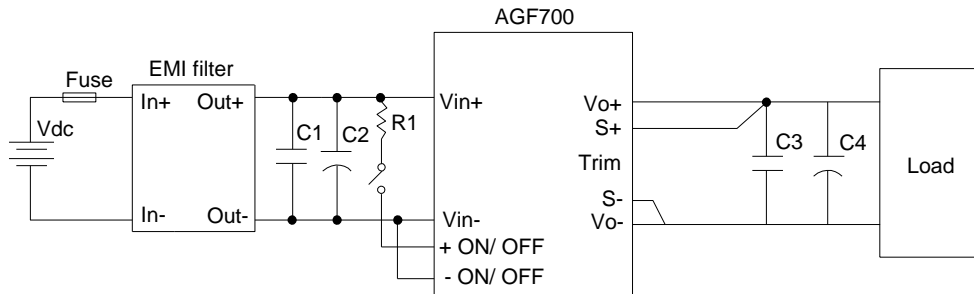 AGF700
EMI filter
Fuse
In+ Out+
Vin+
Vo+
S+
Vdc
C1
C2
R1
Trim
C3
C4
Load
In- Out-
Vin-
S-
Vo-
+ ON/ OFF
- ON/ OFF